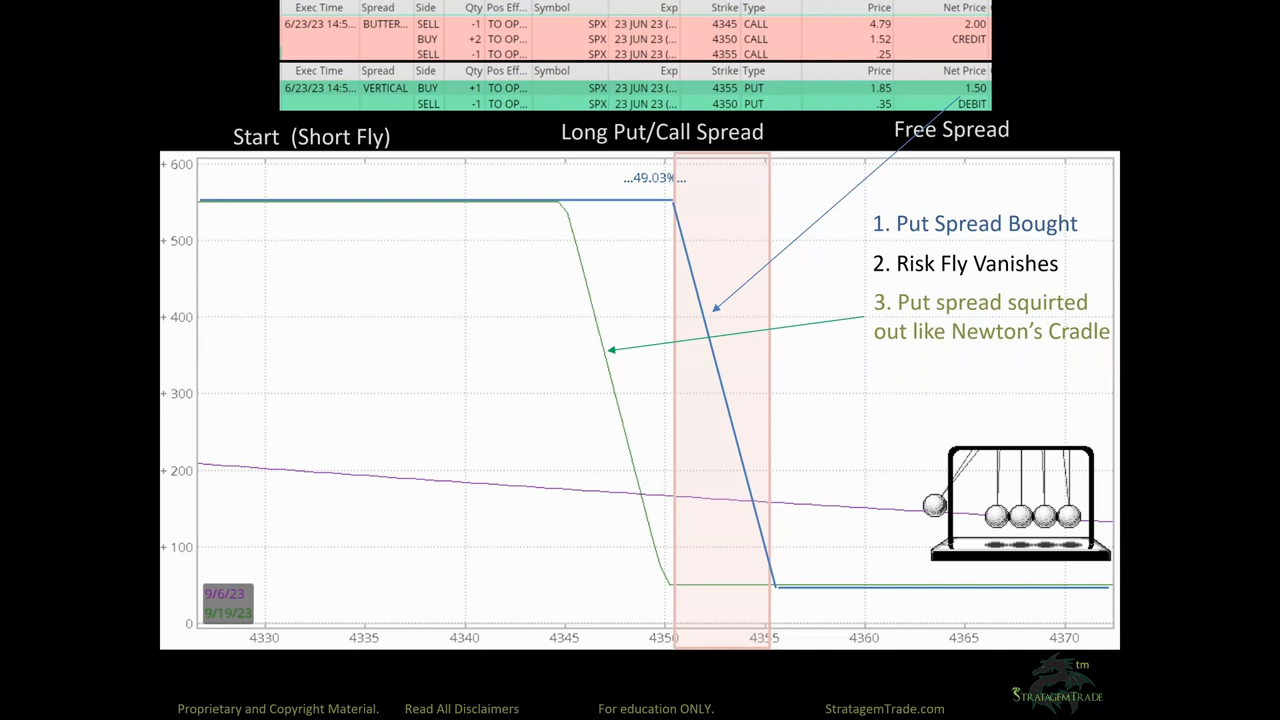 Exec Time Spread Side Qty Pos Eff... Symbol Exp Strike Type Price Net Price
6/23/23 14:5... BUTTER... SELL -1 TO OP... SPX 23 JUN 23 (... 4345 CALL 4.79 2.00
BUY +2 TO OP... SPX 23 JUN 23 (... 4350 CALL 1.52 CREDIT
SELL -1 TO OP... SPX 23 JUN 23 (... 4355 CALL .25
Exec Time Spread Side Qty Pos Eff... Symbol Exp Strike Type Price Net Price
6/23/23 14:5... VERTICAL BUY +1 TO OP... SPX 23 JUN 23 (... 4355 PUT 1.85 1.50
SELL -1 TO OP... SPX 23 JUN 23 (... 4350 PUT .35 DEBIT
Start (Short Fly) Long Put/Call Spread Free Spread
+ 600
...49.03%...
1. Put Spread Bought
+ 500
2. Risk Fly Vanishes
3. Put spread squirted
out like Newton's Cradle
+ 400
+ 300
+ 200
+ 100
9/6/23
9/19/23
0
4330 4335 4340 4345 4350 4355 4360 4365 4370
tm
STRATAGEMTRADE
Proprietary and Copyright Material. Read All Disclaimers For education ONLY. StratagemTrade.com